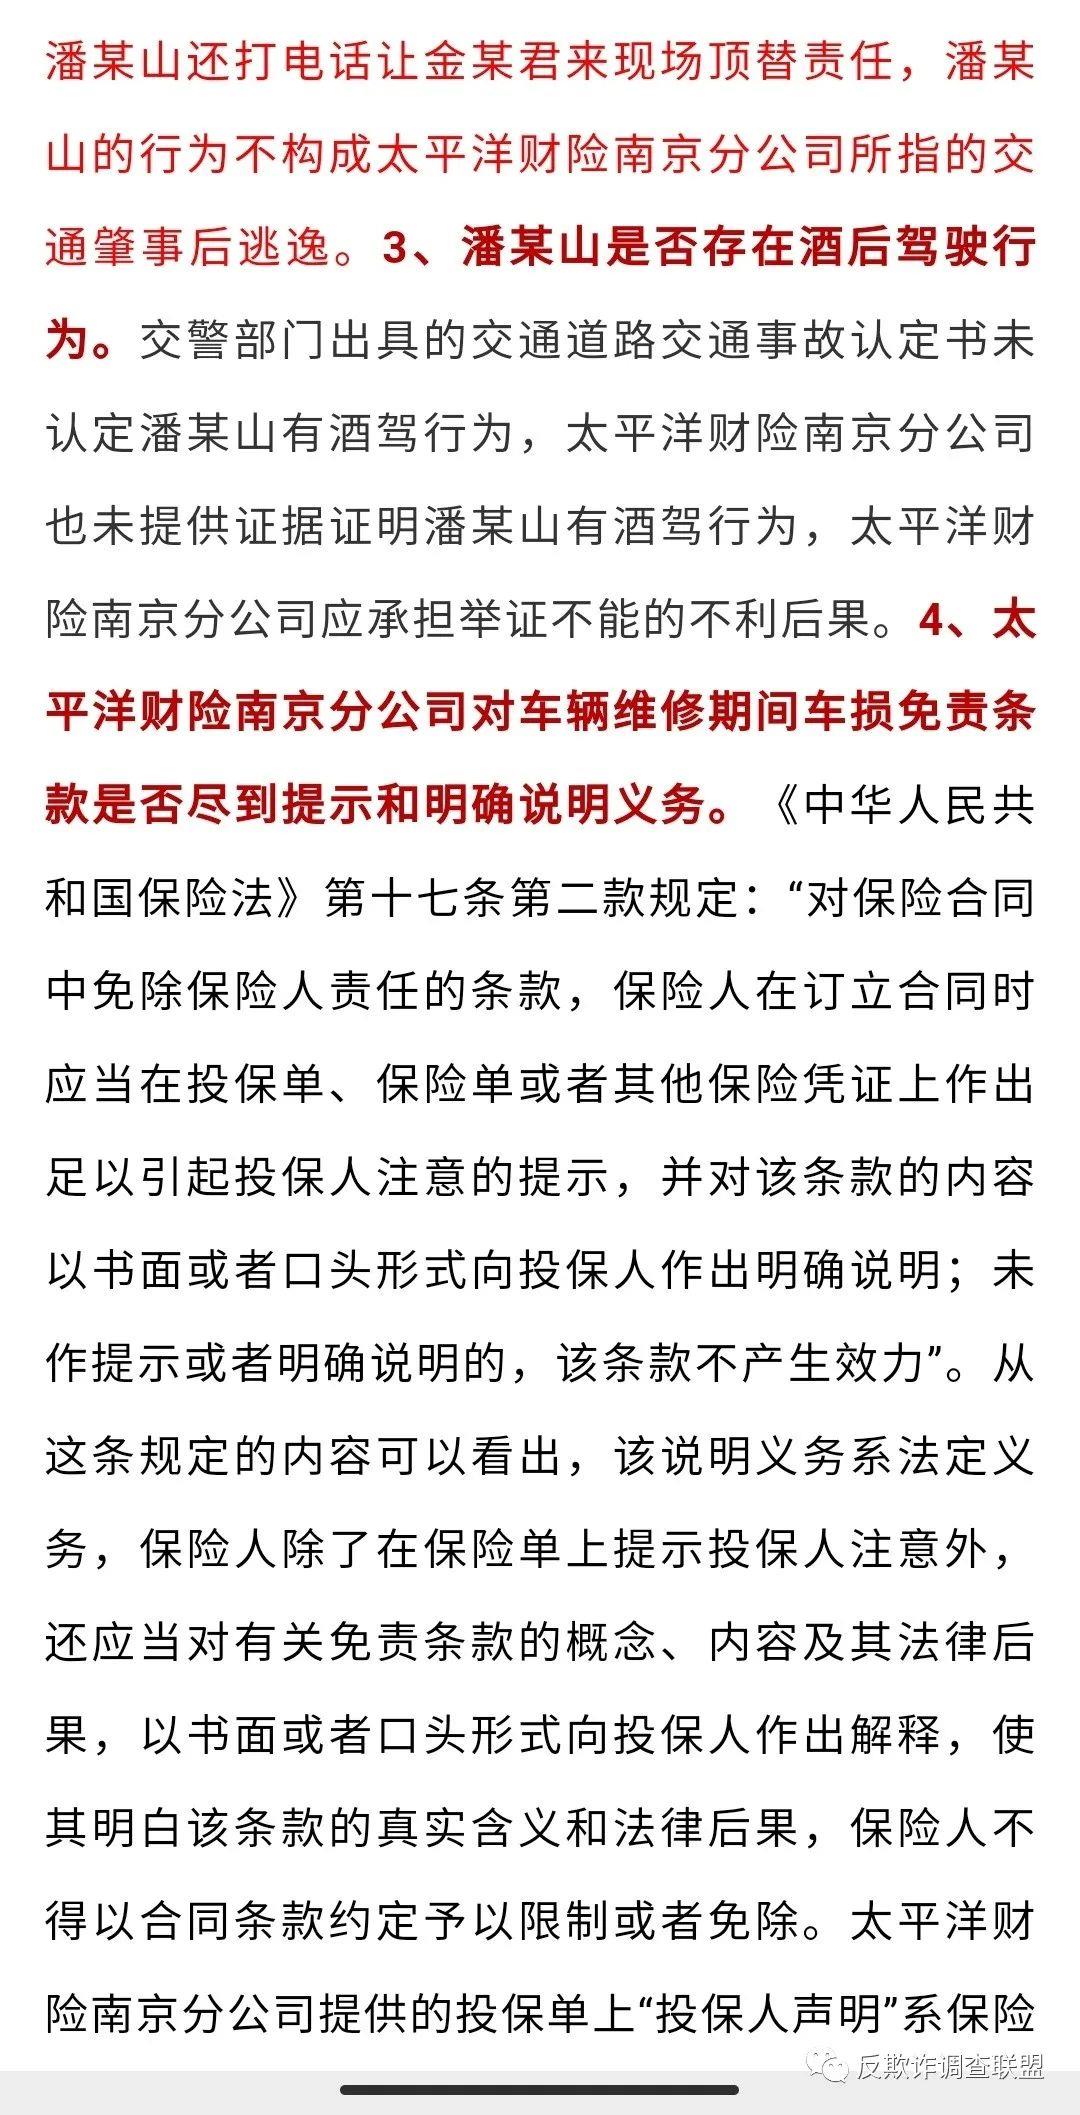 潘某山还打电话让金某君来现场顶替责任，潘某
山的行为不构成太平洋财险南京分公司所指的交
通肇事后逃逸。3、潘某山是否存在酒后驾驶行
为。交警部门出具的交通道路交通事故认定书未
认定潘某山有酒驾行为，太平洋财险南京分公司
也未提供证据证明潘某山有酒驾行为，太平洋财
险南京分公司应承担举证不能的不利后果。4、太
平洋财险南京分公司对车辆维修期间车损免责条
款是否尽到提示和明确说明义务。《中华人民共
和国保险法》第十七条第二款规定：“对保险合同
中免除保险人责任的条款，保险人在订立合同时
应当在投保单、保险单或者其他保险凭证上作出
足以引起投保人注意的提示，并对该条款的内容
以书面或者口头形式向投保人作出明确说明；未
作提示或者明确说明的，该条款不产生效力”。从
这条规定的内容可以看出，该说明义务系法定义
务，保险人除了在保险单上提示投保人注意外，
还应当对有关免责条款的概念、内容及其法律后
果，以书面或者口头形式向投保人作出解释，使
其明白该条款的真实含义和法律后果，保险人不
得以合同条款约定予以限制或者免除。太平洋财
险南京分公司提供的投保单上“投保人声明”系保险
反欺诈调查联盟